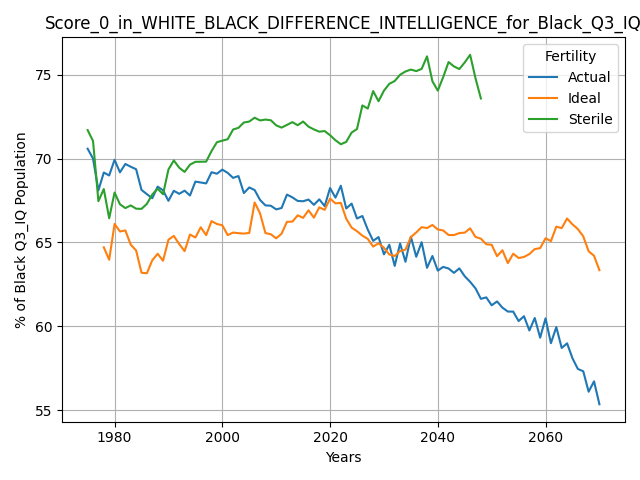 Score_0_in_WHITE_BLACK_DIFFERENCE_INTELLIGENCE_for_Black_Q3_IQ
% of Black Q3_IQ Population
75
70
65
60
55
Fertility
Actual
Ideal
Sterile
1980
2000
2020
2040
2060
Years